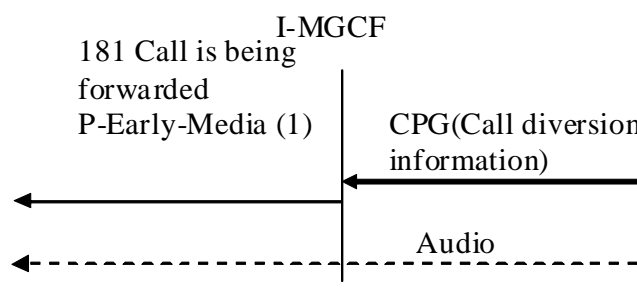 I-MGCF
181 Call is being
forwarded
P-Early-Media (1)
CPG(Call diversion
information)
Audio